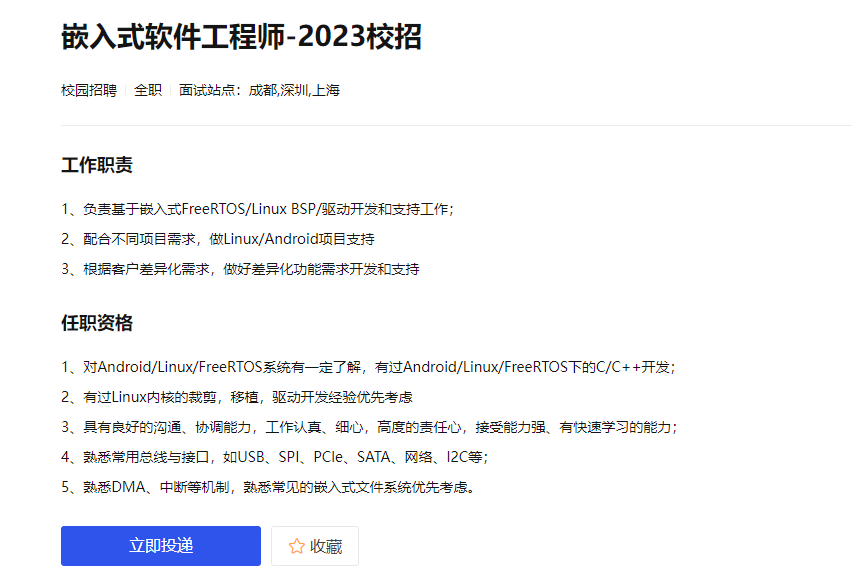 嵌入式软件工程师-2023校招
校园招聘 全职 面试站点：成都,深圳,上海
工作职责
1、负责基于嵌入式FreeRTOS/Linux BSP/驱动开发和支持工作；
2、配合不同项目需求，做Linux/Android项目支持
3、根据客户差异化需求，做好差异化功能需求开发和支持
任职资格
1、对Android/Linux/FreeRTOS系统有一定了解，有过Android/Linux/FreeRTOS下的C/C++开发；
2、有过Linux内核的裁剪，移植，驱动开发经验优先考虑
3、具有良好的沟通、协调能力，工作认真、细心，高度的责任心，接受能力强、有快速学习的能力；
4、熟悉常用总线与接口，如USB、SPI、PCIe、SATA、网络、I2C等；
5、熟悉DMA、中断等机制，熟悉常见的嵌入式文件系统优先考虑。
立即投递 收藏